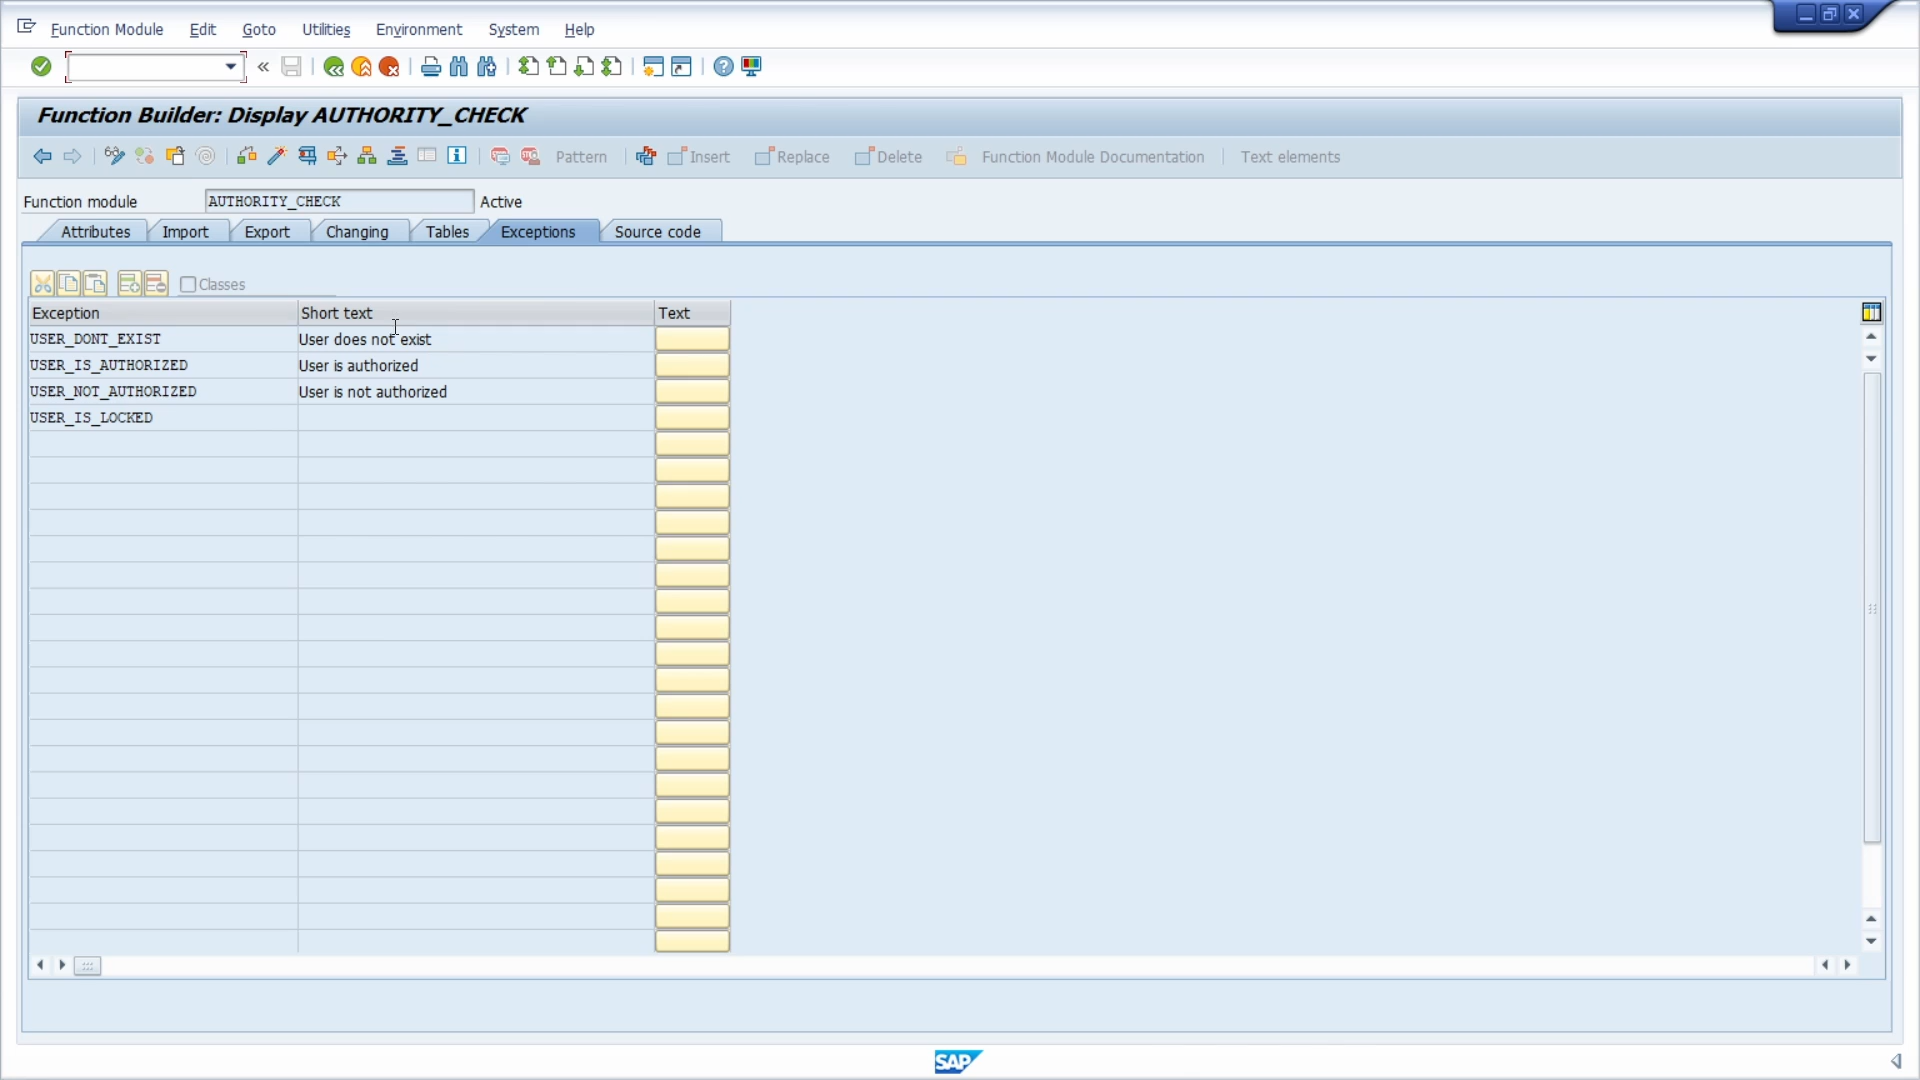 Function Module Edit Goto Utilities Environment System Help
Function Builder: Display AUTHORITY_CHECK
Pattern Insert Replace Delete Function Module Documentation Text elements
Function module AUTHORITY_CHECK Active
Attributes Import Export Changing Tables Exceptions Source code
Classes
Exception Short text Text
USER_DONT_EXIST User does not exist
USER_IS_AUTHORIZED User is authorized
USER_NOT_AUTHORIZED User is not authorized
USER_IS_LOCKED
SAP